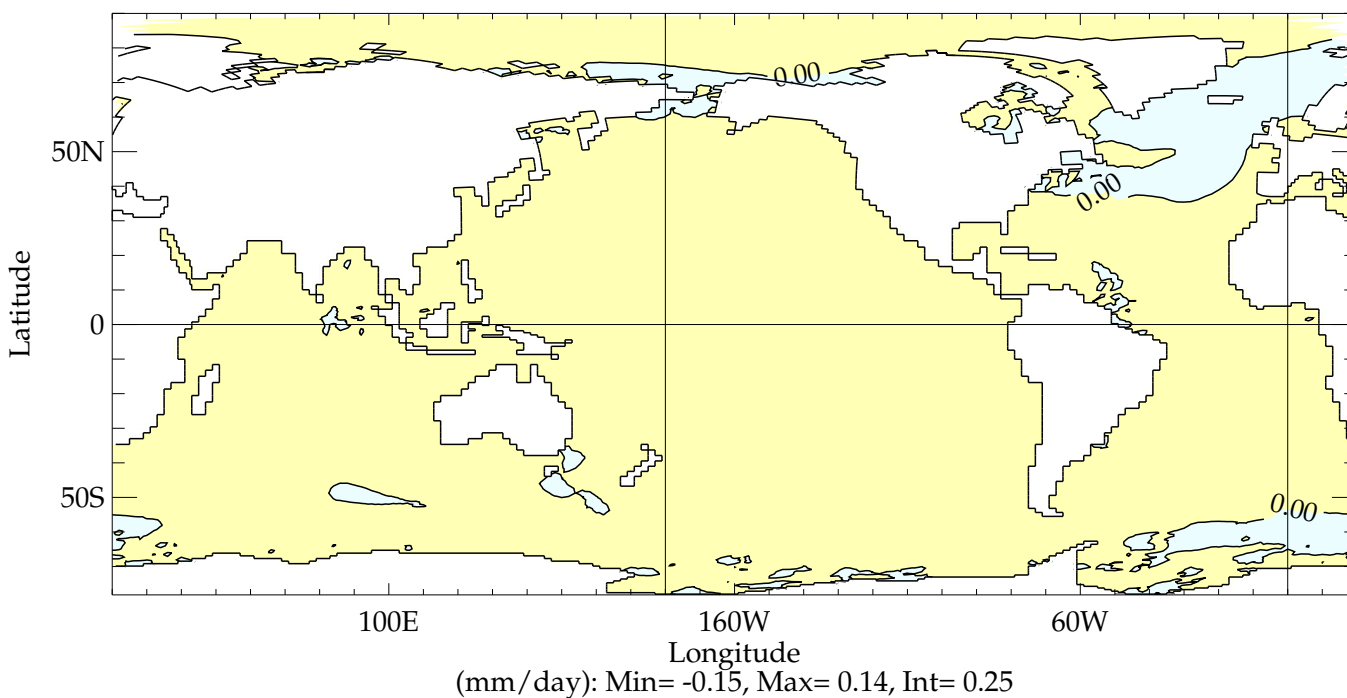 0.00
50N
0.00
Latitude
0
50S
0.00
100E
160W
60W
Longitude
(mm/day): Min= -0.15, Max= 0.14, Int= 0.25